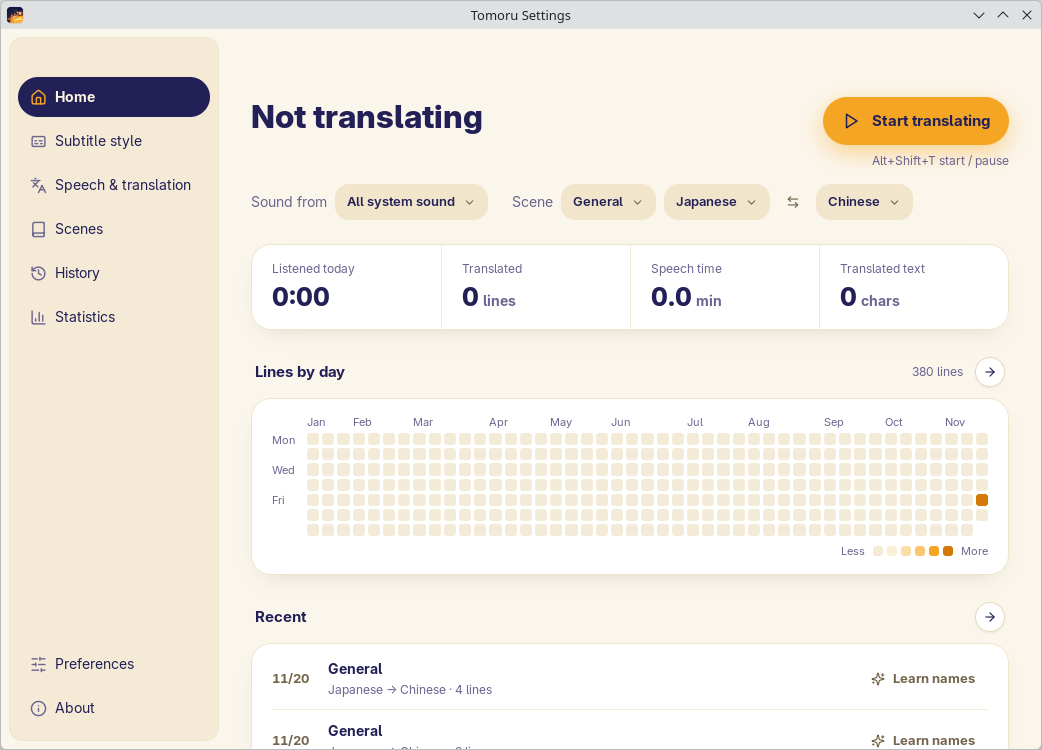 Tomoru Settings
Home
Subtitle style
Speech & translation
Scenes
History
Statistics
Preferences
About
Not translating
Start translating
Alt+Shift+T start / pause
Sound from All system sound Scene General Japanese Chinese
Listened today
0:00
Translated
0 lines
Speech time
0.0 min
Translated text
0 chars
Lines by day
380 lines
Jan Feb Mar Apr May Jun Jul Aug Sep Oct Nov
Mon
Wed
Fri
Less More
Recent
11/20
General
Japanese → Chinese · 4 lines
Learn names
11/20
General
Learn names